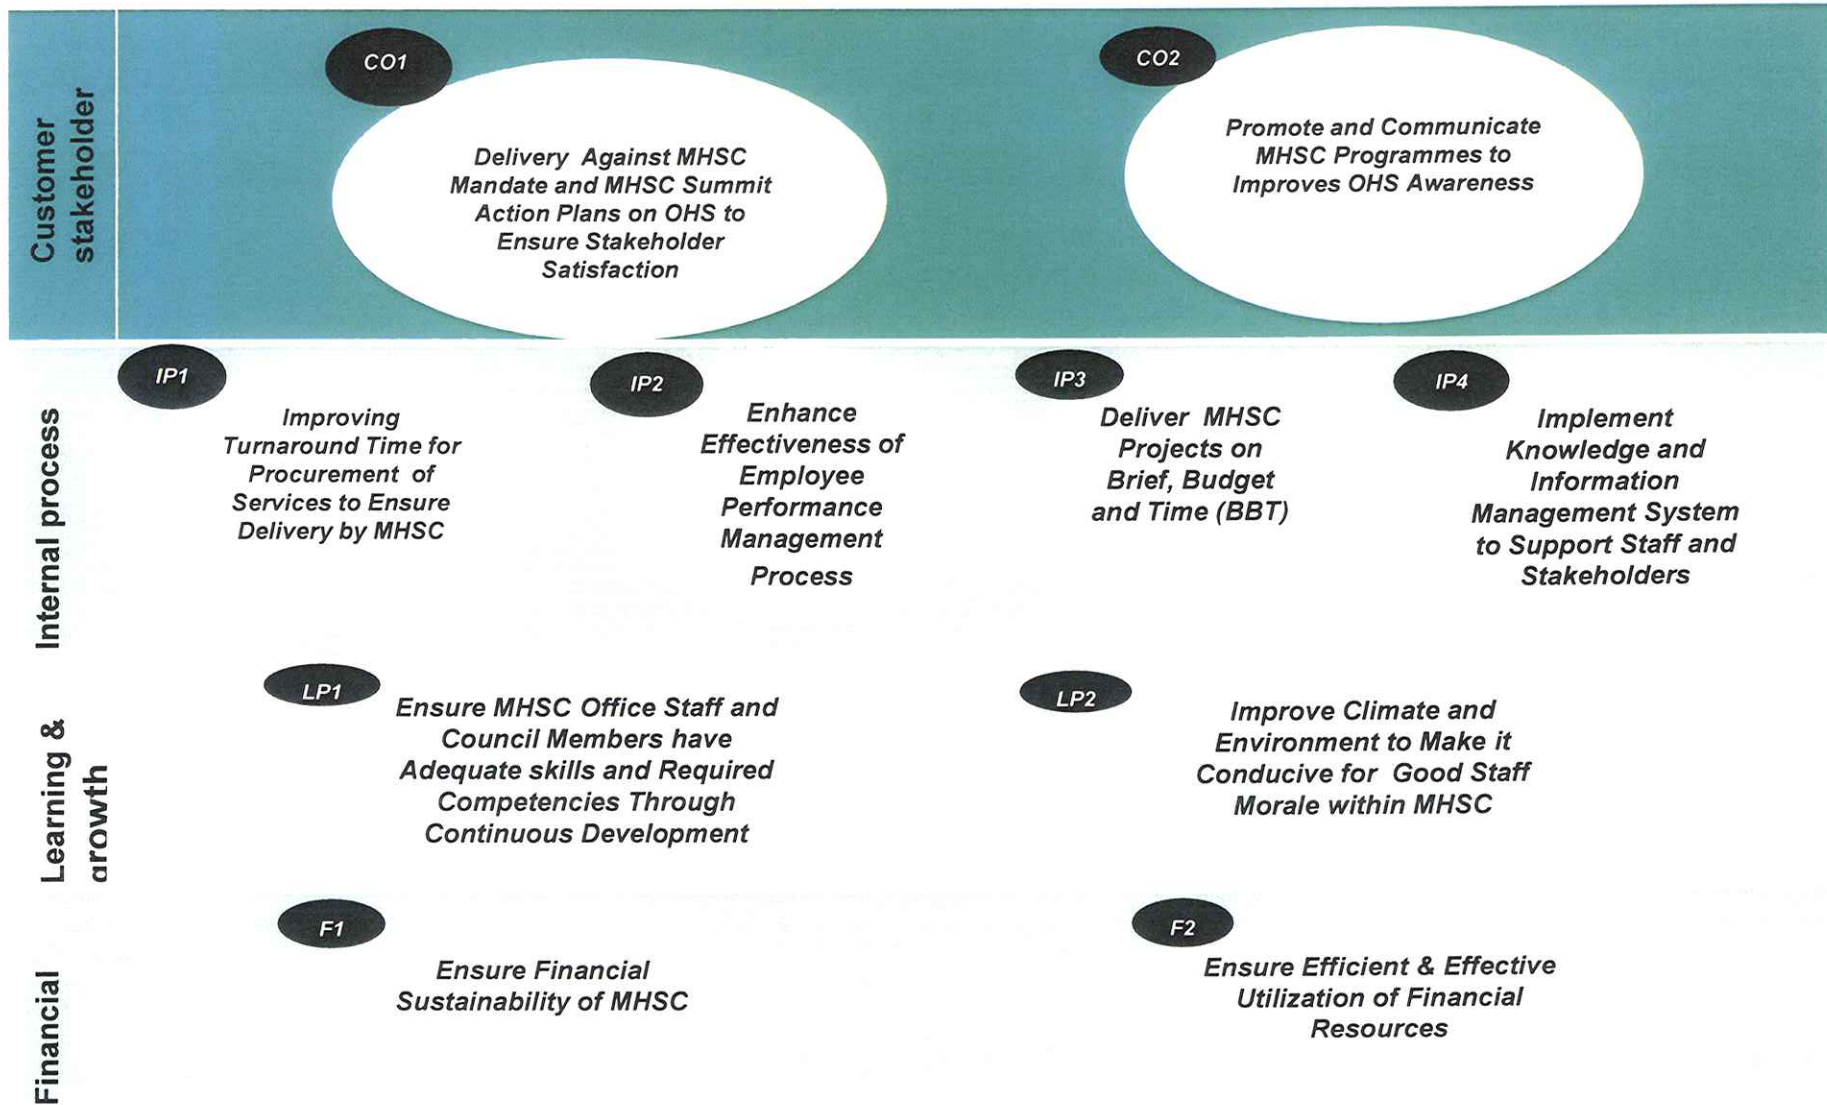 Customer
stakeholder
CO1
Delivery Against MHSC
Mandate and MHSC Summit
Action Plans on OHS to
Ensure Stakeholder
Satisfaction
CO2
Promote and Communicate
MHSC Programmes to
Improves OHS Awareness
Internal process
IP1
Improving
Turnaround Time for
Procurement of
Services to Ensure
Delivery by MHSC
IP2
Enhance
Effectiveness of
Employee
Performance
Management
Process
IP3
Deliver MHSC
Projects on
Brief, Budget
and Time (BBT)
IP4
Implement
Knowledge and
Information
Management System
to Support Staff and
Stakeholders
Learning &
growth
LP1
Ensure MHSC Office Staff and
Council Members have
Adequate skills and Required
Competencies Through
Continuous Development
LP2
Improve Climate and
Environment to Make it
Conducive for Good Staff
Morale within MHSC
Financial
F1
Ensure Financial
Sustainability of MHSC
F2
Ensure Efficient & Effective
Utilization of Financial
Resources